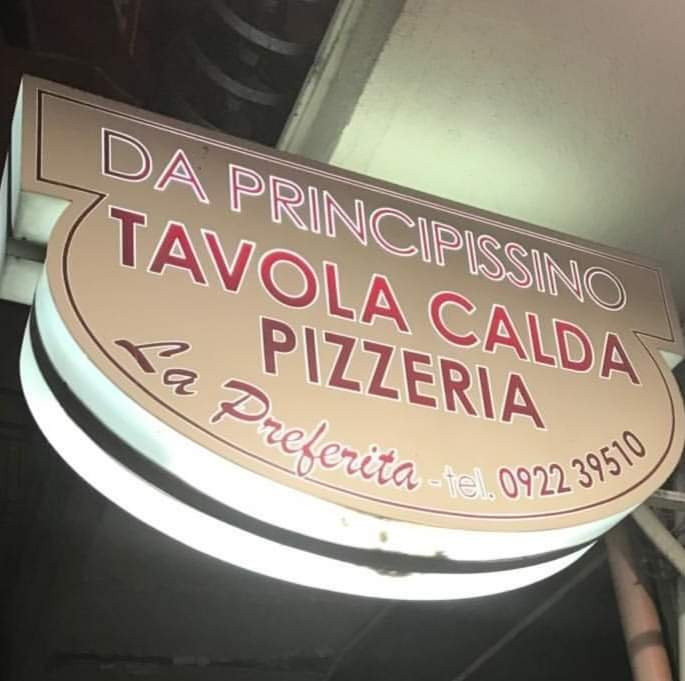 DA PRINCIPISSINO
TAVOLA CALDA
PIZZERIA
La Preferita - tel. 0922 39510